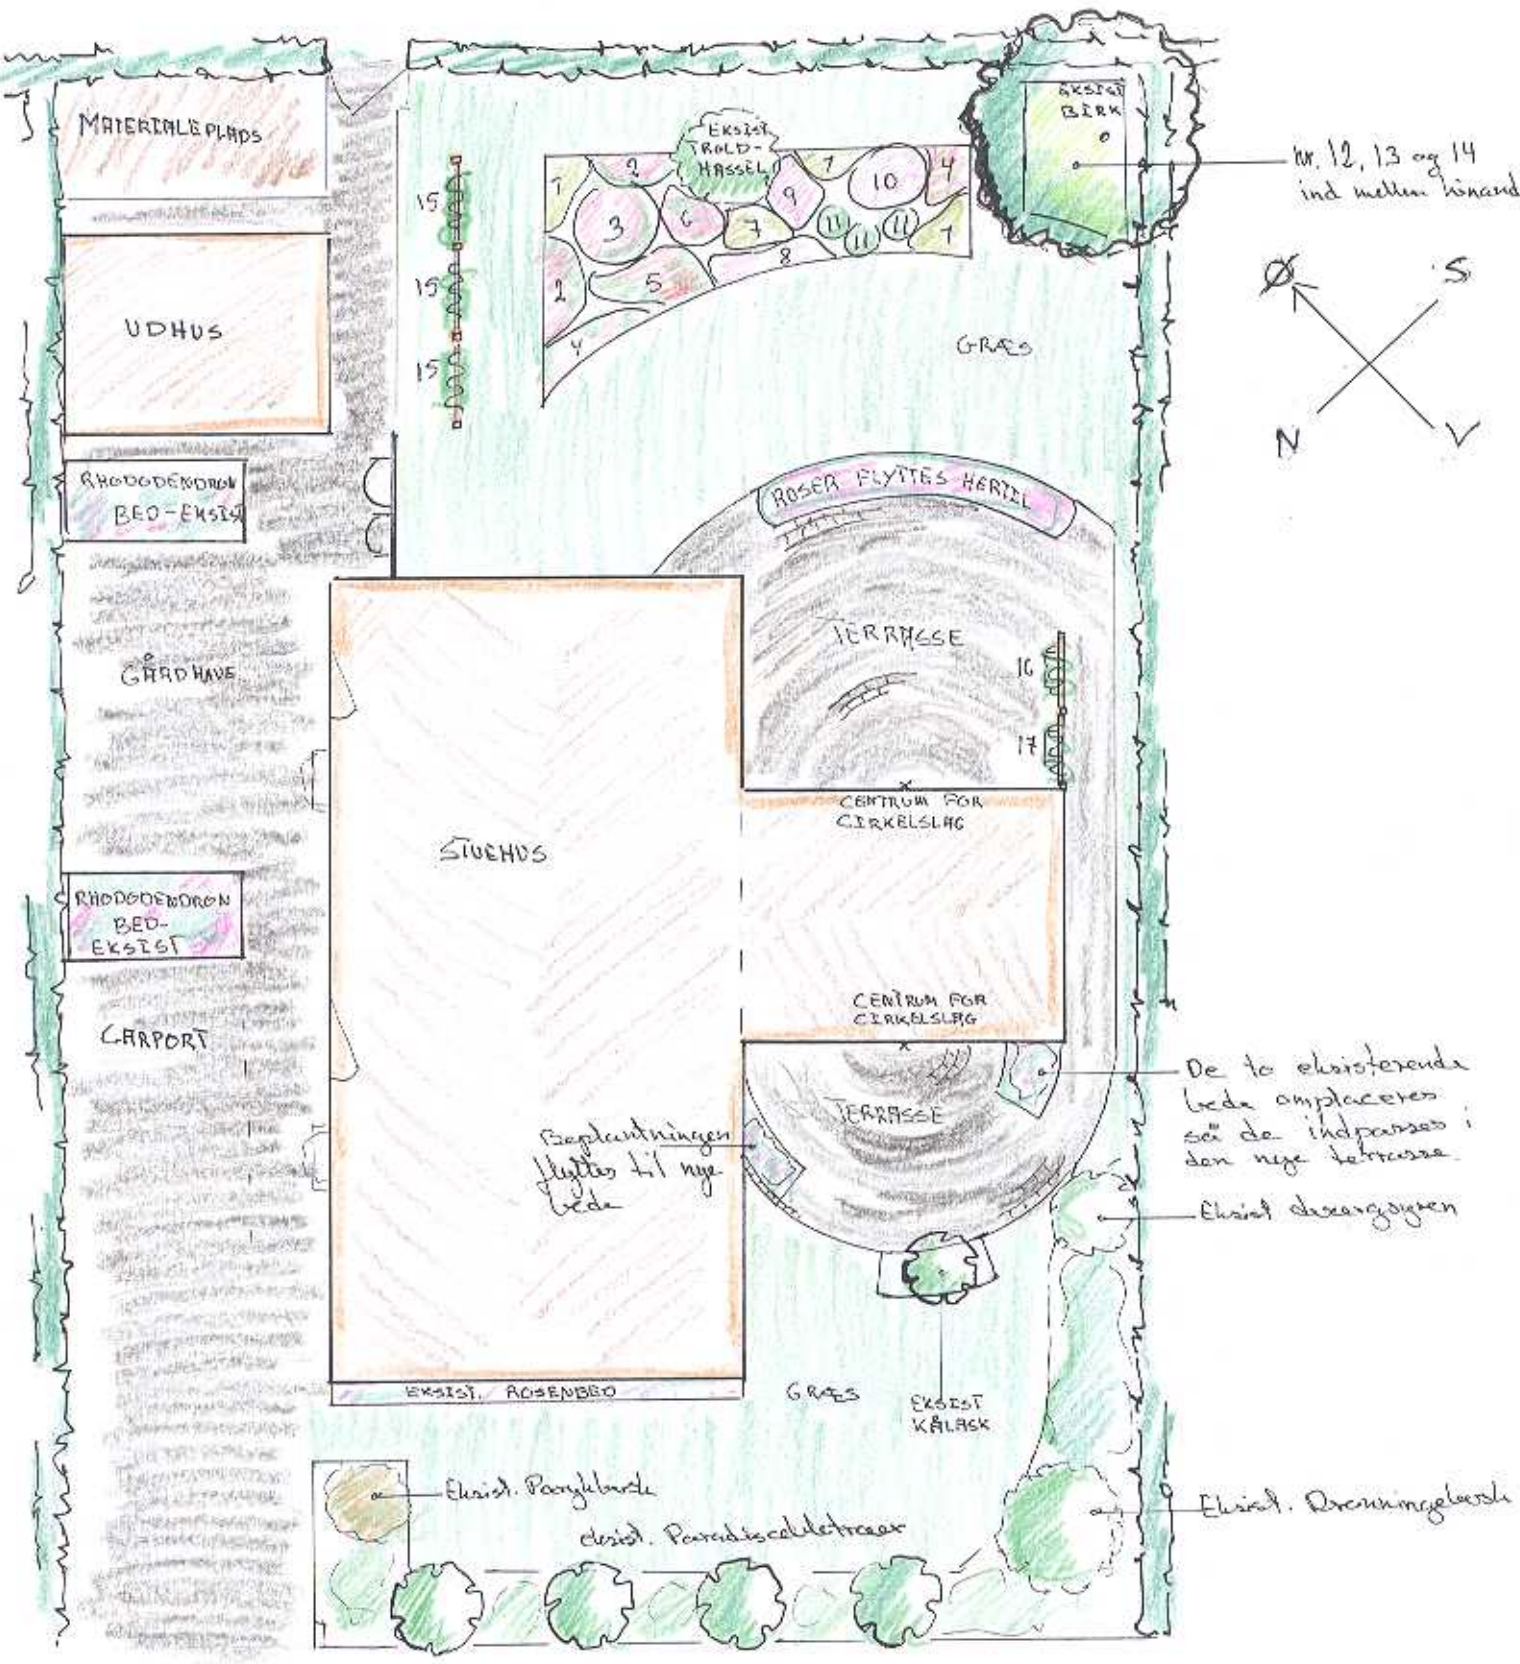 MATERIALEPLADS
EKSIST
TROLD-
HASSEL
EKSIST
BIRK
nr. 12, 13 og 14
ind mellem hinand
1
2
7
10
4
9
15
3
6
7
11
11
11
1
8
2
5
15
4
15
UDHUS
GRÆS
Ø
S
N
V
RHODODENDRON
BED-EKSIST
ROSER FLYTTES HERTIL
TERRASSE
GÅRDHAVE
16
17
CENTRUM FOR
CIRKELSLAG
STUEHUS
RHODODENDRON
BED-
EKSIST
CARPORT
CENTRUM FOR
CIRKELSLAG
TERRASSE
De to eksisterende
bede omplaceres
så de indpasses i
den nye terrasse
Beplantningen
flyttes til nye
bede
Eksist dværgsyren
EKSIST. ROSENBED
GRÆS
EKSIST
Eksist. Parykbusk
eksist. Paradisæbletræer
Eksist. Dronningebusk